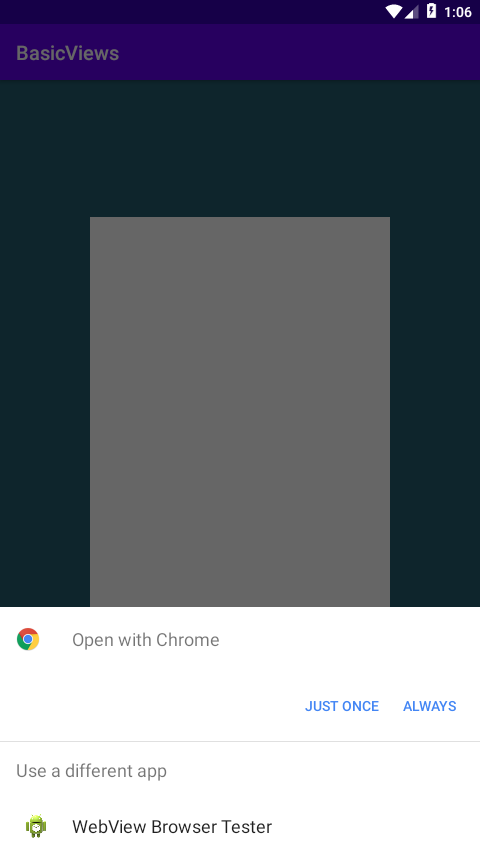 1:06
BasicViews
Open with Chrome
JUST ONCE ALWAYS
Use a different app
WebView Browser Tester